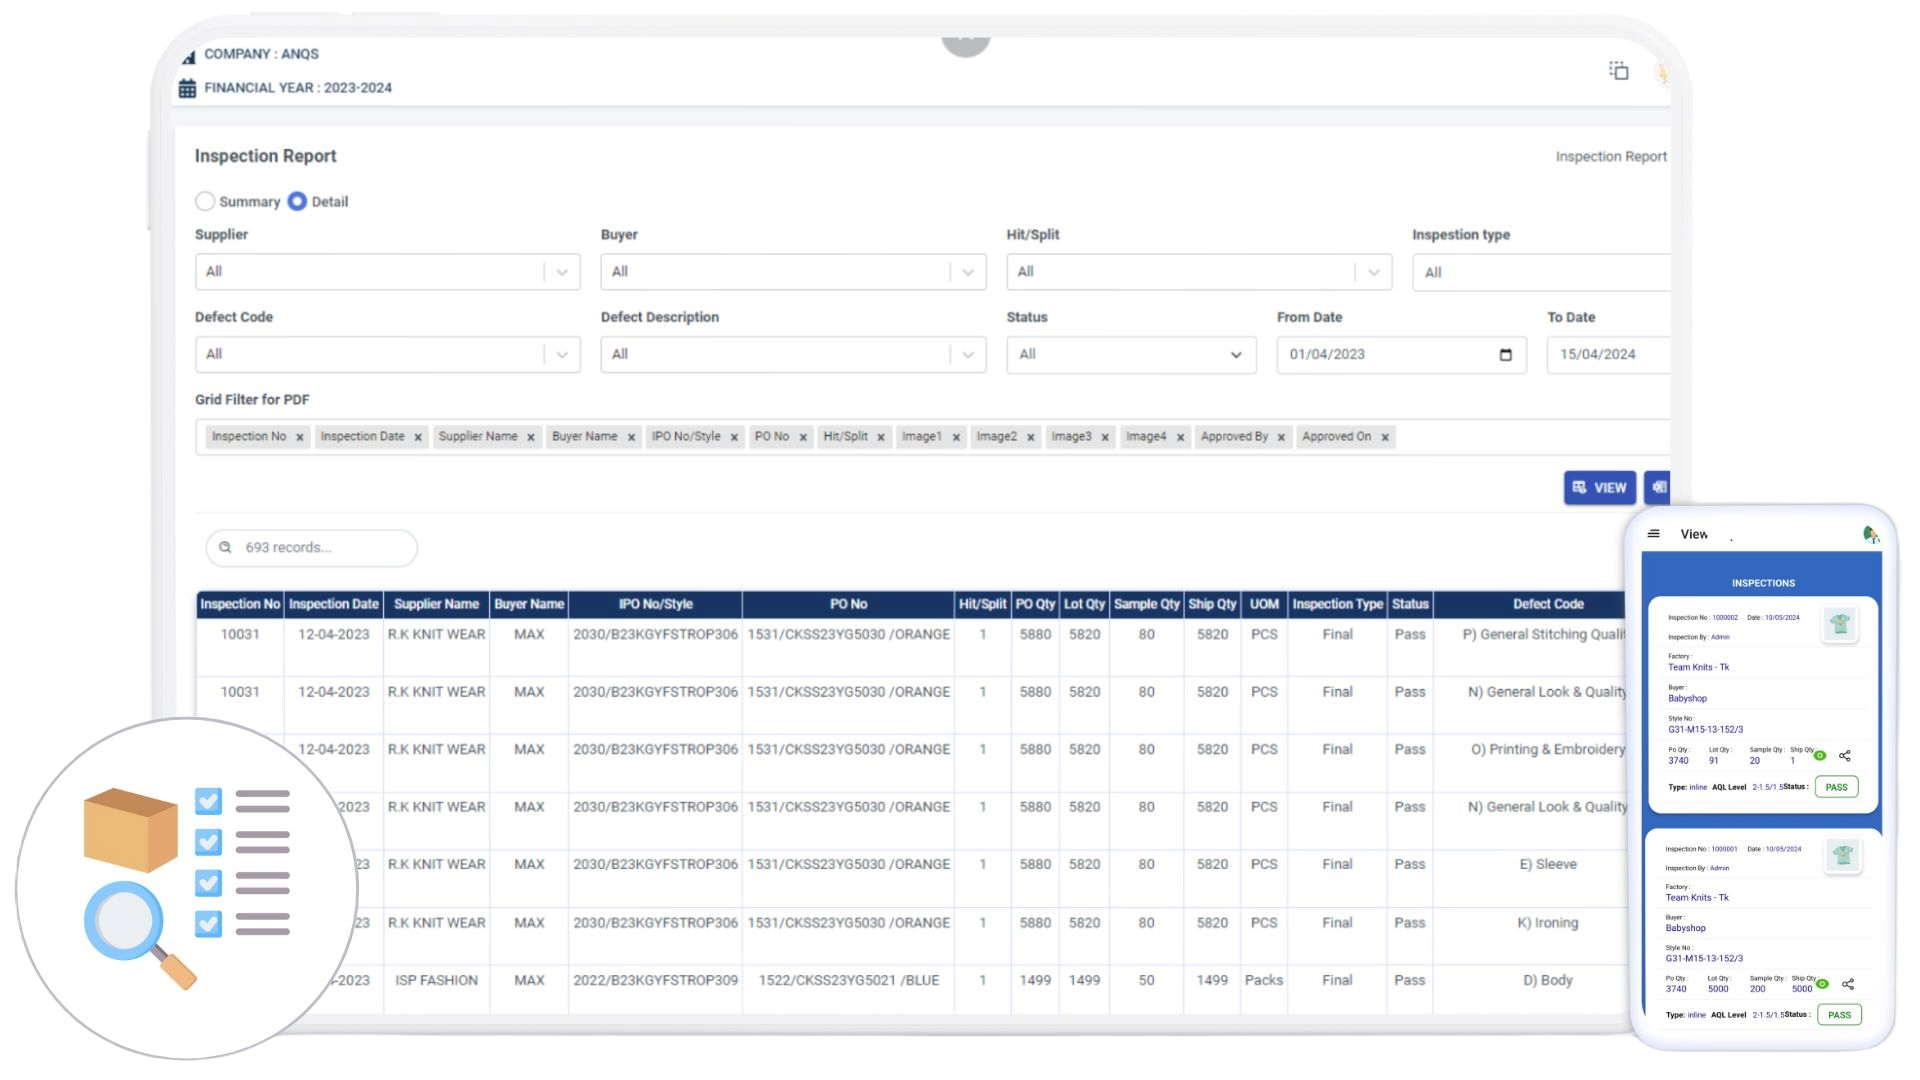 COMPANY : ANQS
FINANCIAL YEAR : 2023-2024
Inspection Report
Inspection Report
Summary Detail
Supplier Buyer Hit/Split Inspestion type
All All All All
Defect Code Defect Description Status From Date To Date
All All All 01/04/2023 15/04/2024
Grid Filter for PDF
Inspection No x Inspection Date x Supplier Name x Buyer Name x IPO No/Style x PO No x Hit/Split x Image1 x Image2 x Image3 x Image4 x Approved By x Approved On x
VIEW
693 records...
Inspection No Inspection Date Supplier Name Buyer Name IPO No/Style PO No Hit/Split PO Qty Lot Qty Sample Qty Ship Qty UOM Inspection Type Status Defect Code
10031 12-04-2023 R.K KNIT WEAR MAX 2030/B23KGYFSTROP306 1531/CKSS23YG5030 /ORANGE 1 5880 5820 80 5820 PCS Final Pass P) General Stitching Qualit
10031 12-04-2023 R.K KNIT WEAR MAX 2030/B23KGYFSTROP306 1531/CKSS23YG5030 /ORANGE 1 5880 5820 80 5820 PCS Final Pass N) General Look & Quality
12-04-2023 R.K KNIT WEAR MAX 2030/B23KGYFSTROP306 1531/CKSS23YG5030 /ORANGE 1 5880 5820 80 5820 PCS Final Pass O) Printing & Embroidery
2023 R.K KNIT WEAR MAX 2030/B23KGYFSTROP306 1531/CKSS23YG5030 /ORANGE 1 5880 5820 80 5820 PCS Final Pass N) General Look & Quality
23 R.K KNIT WEAR MAX 2030/B23KGYFSTROP306 1531/CKSS23YG5030 /ORANGE 1 5880 5820 80 5820 PCS Final Pass E) Sleeve
23 R.K KNIT WEAR MAX 2030/B23KGYFSTROP306 1531/CKSS23YG5030 /ORANGE 1 5880 5820 80 5820 PCS Final Pass K) Ironing
-2023 ISP FASHION MAX 2022/B23KGYFSTROP309 1522/CKSS23YG5021 /BLUE 1 1499 1499 50 1499 Packs Final Pass D) Body
View
INSPECTIONS
Inspection No : 1000002 Date : 10/05/2024
Inspection By : Admin
Factory :
Team Knits - Tk
Buyer :
Babyshop
Style No :
G31-M15-13-152/3
Po Qty : Lot Qty : Sample Qty : Ship Qty
3740 91 20 1
Type: inline AQL Level 2-1.5/1.5 Status : PASS
Inspection No : 1000001 Date : 10/05/2024
Inspection By : Admin
Factory :
Team Knits - Tk
Buyer :
Babyshop
Style No :
G31-M15-13-152/3
Po Qty : Lot Qty : Sample Qty : Ship Qty
3740 5000 200 5000
Type: inline AQL Level 2-1.5/1.5 Status : PASS